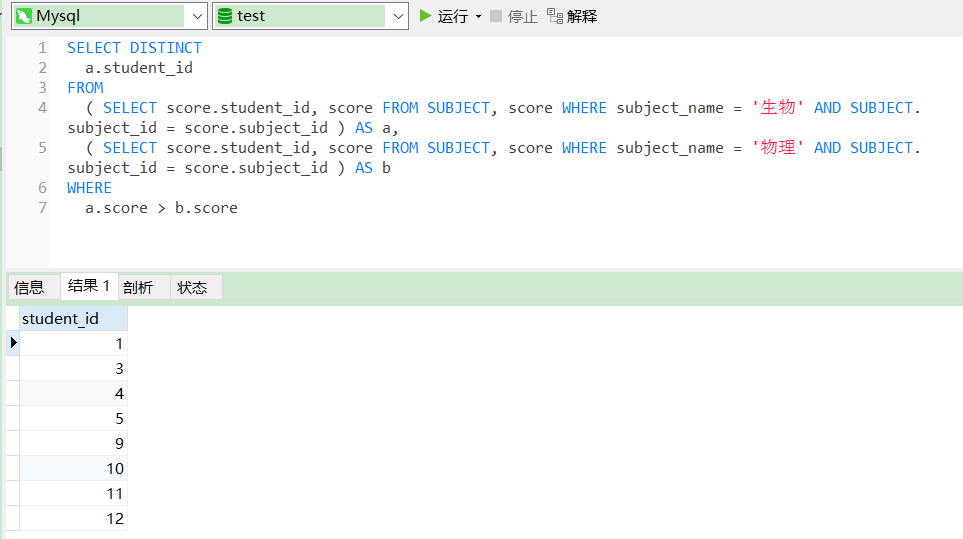 Mysql test 运行 停止 解释
1 SELECT DISTINCT
2 a.student_id
3 FROM
4 ( SELECT score.student_id, score FROM SUBJECT, score WHERE subject_name = '生物' AND SUBJECT.
subject_id = score.subject_id ) AS a,
5 ( SELECT score.student_id, score FROM SUBJECT, score WHERE subject_name = '物理' AND SUBJECT.
subject_id = score.subject_id ) AS b
6 WHERE
7 a.score > b.score
信息 结果 1 剖析 状态
student_id
1
3
4
5
9
10
11
12